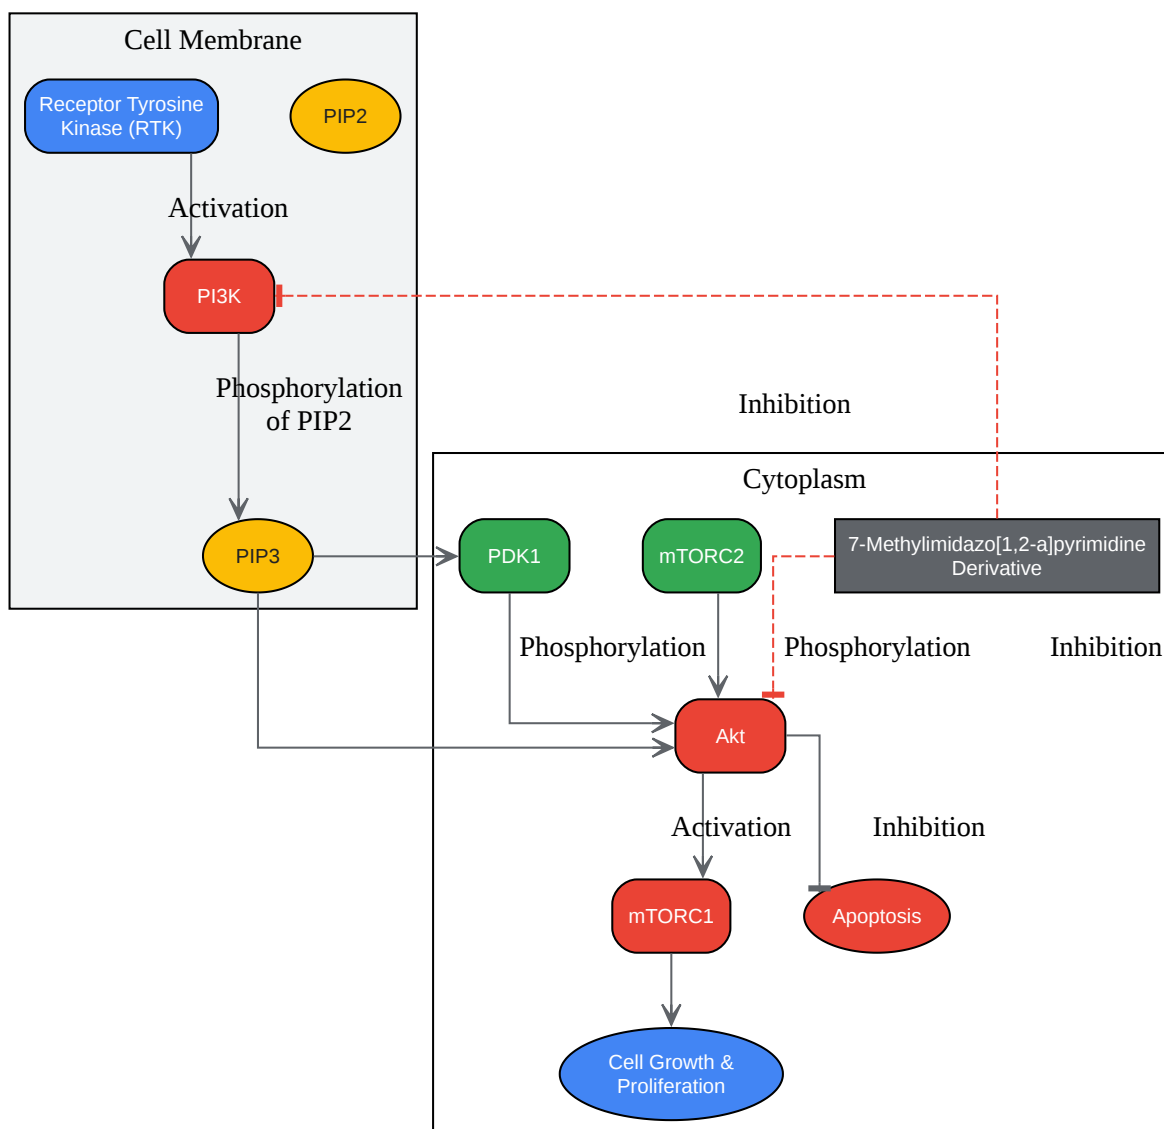 Cell Membrane
Receptor Tyrosine
Kinase (RTK)
PIP2
Activation
PI3K
Phosphorylation
of PIP2
Inhibition
Cytoplasm
PIP3
PDK1
mTORC2
7-Methylimidazo[1,2-a]pyrimidine
Derivative
Phosphorylation
Phosphorylation
Inhibition
Akt
Activation
Inhibition
mTORC1
Apoptosis
Cell Growth &
Proliferation